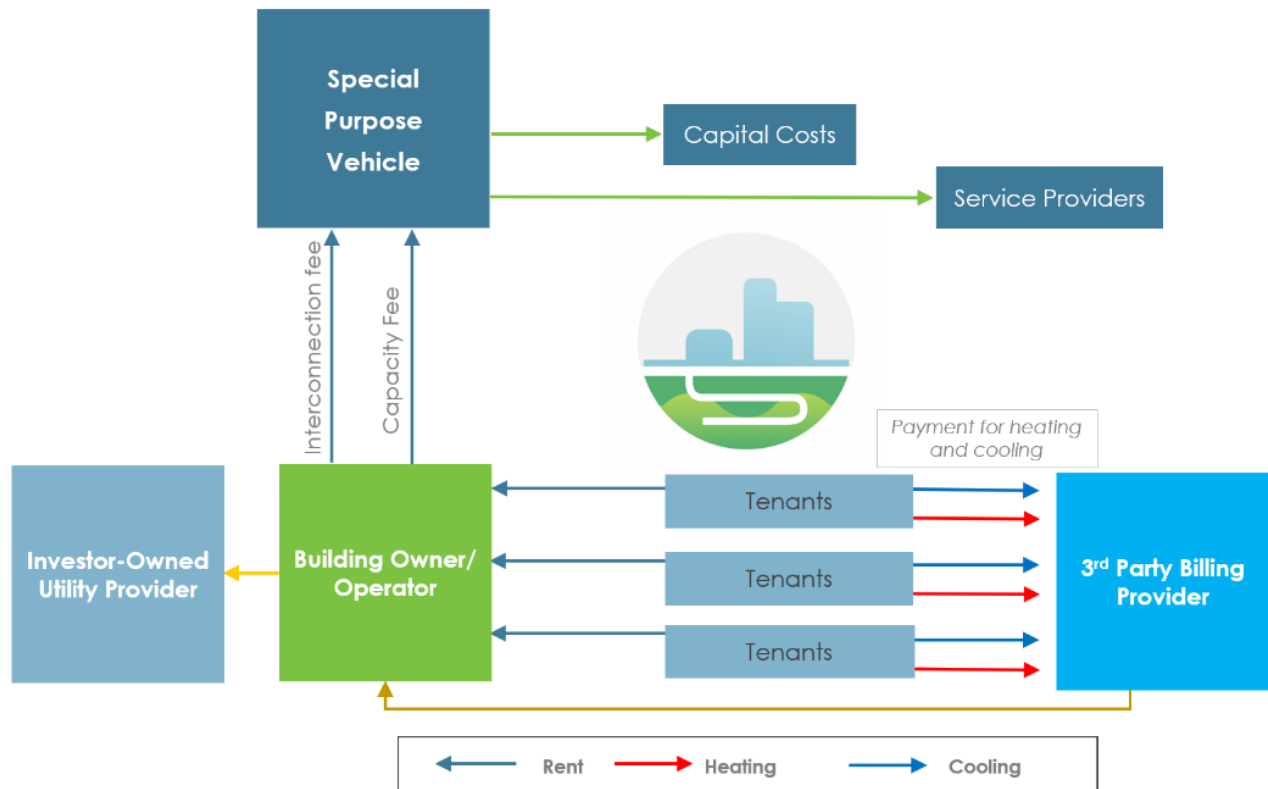 Special
Purpose
Vehicle
Capital Costs
Service Providers
Interconnection fee
Capacity Fee
Payment for heating
and cooling
Investor-Owned
Utility Provider
Building Owner/
Operator
Tenants
Tenants
Tenants
3rd Party Billing
Provider
Rent
Heating
Cooling